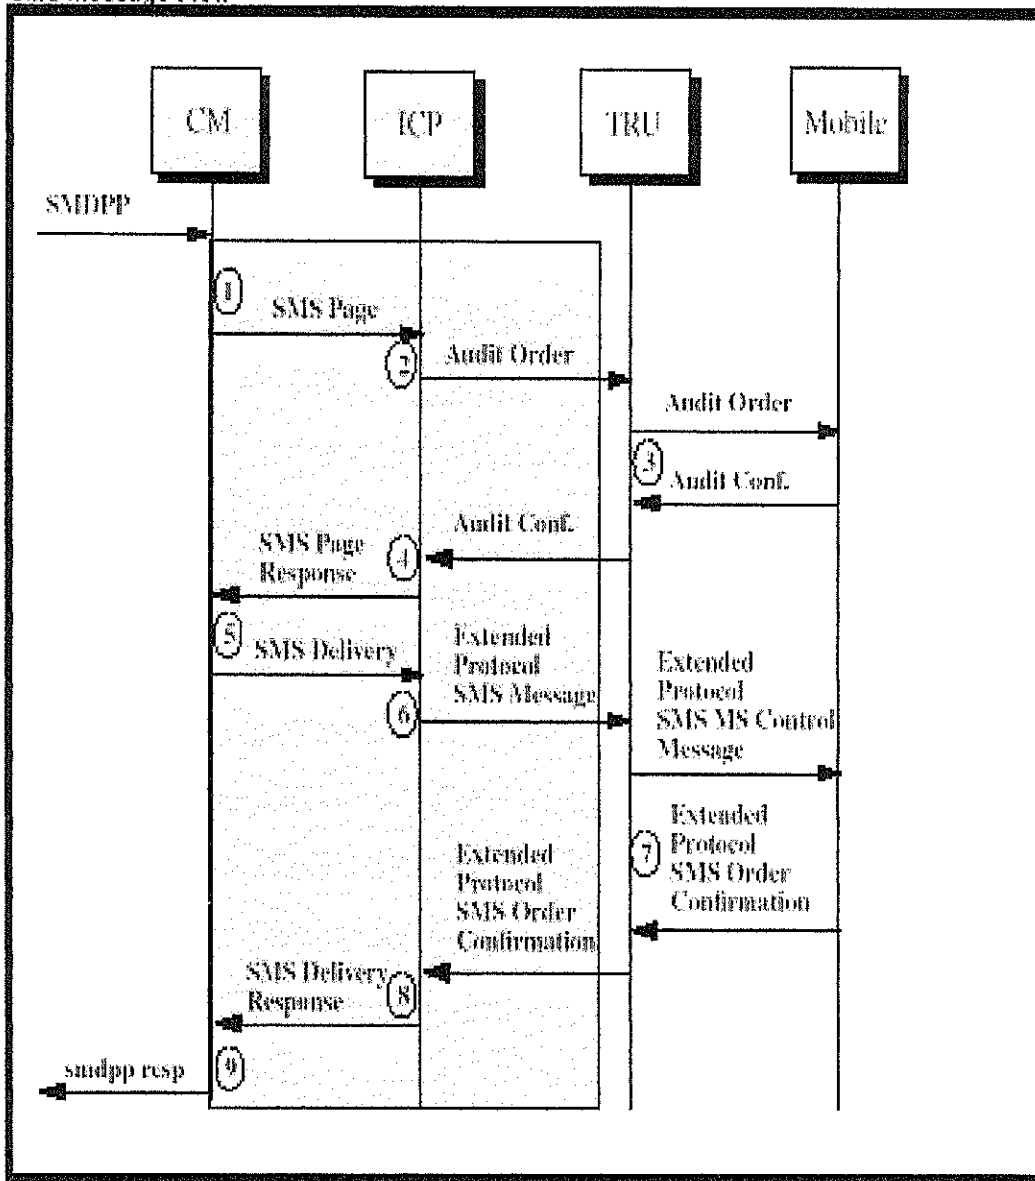 CM
ICP
TRU
Mobile
SMDPP
1
SMS Page
2
Audit Order
Audit Order
3
Audit Conf.
Audit Conf.
4
SMS Page
Response
5
SMS Delivery
Extended
Protocol
SMS Message
6
Extended
Protocol
SMS MS Control
Message
Extended
Protocol
SMS Order
Confirmation
7
Extended
Protocol
SMS Order
Confirmation
8
SMS Delivery
Response
9
smdpp resp